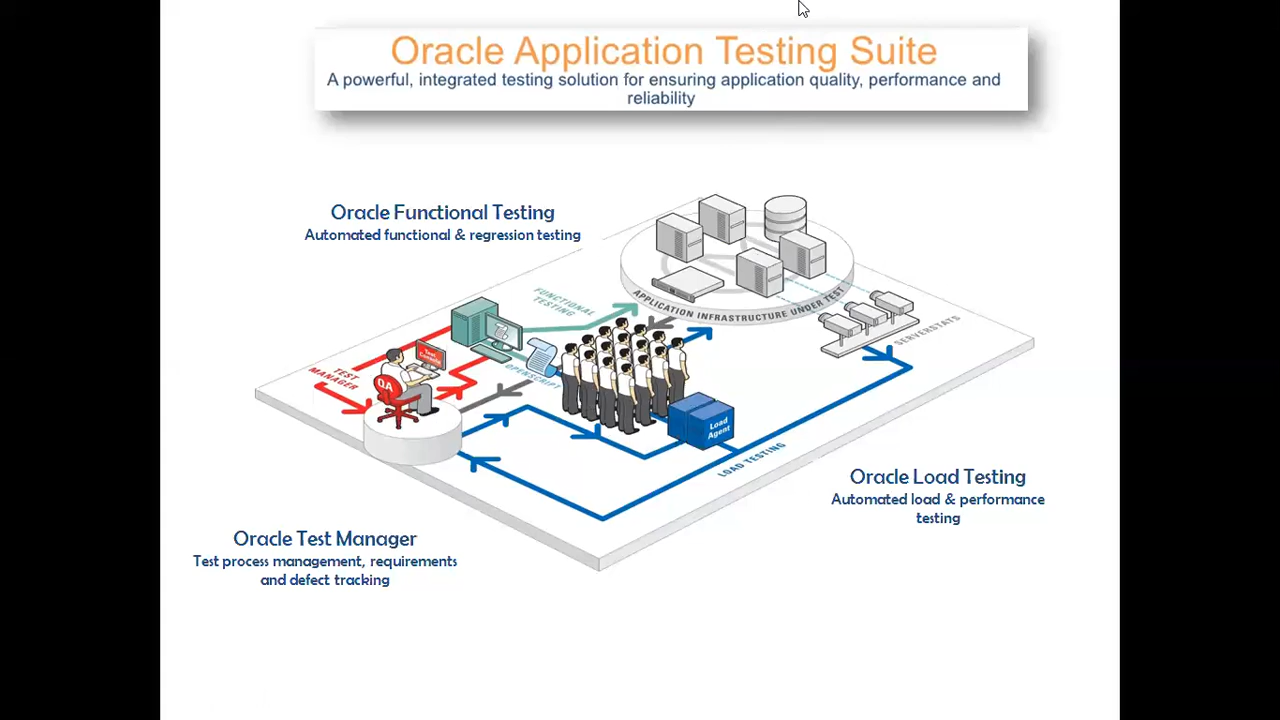 Oracle Application Testing Suite
A powerful, integrated testing solution for ensuring application quality, performance and
reliability
Oracle Functional Testing
Automated functional & regression testing
FUNCTIONAL
TESTING
APPLICATION INFRASTRUCTURE UNDER TEST
SERVERSTATS
TEST
MANAGER
Test
Console
QA
OPENSCRIPT
Load
Agent
LOAD TESTING
Oracle Load Testing
Automated load & performance
testing
Oracle Test Manager
Test process management, requirements
and defect tracking